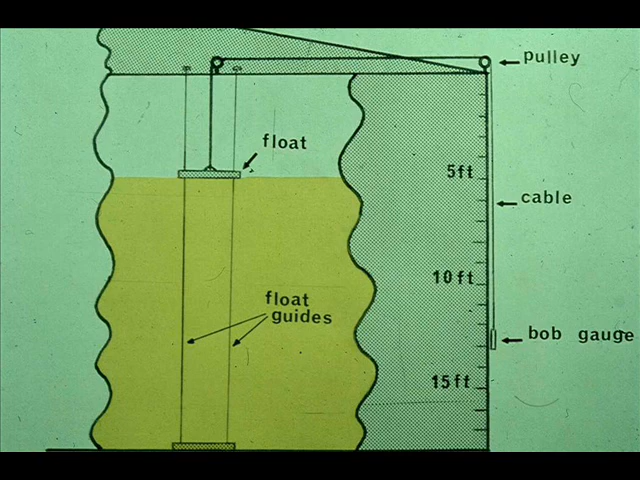 pulley
float
5ft
cable
10ft
float
guides
bob gauge
15ft